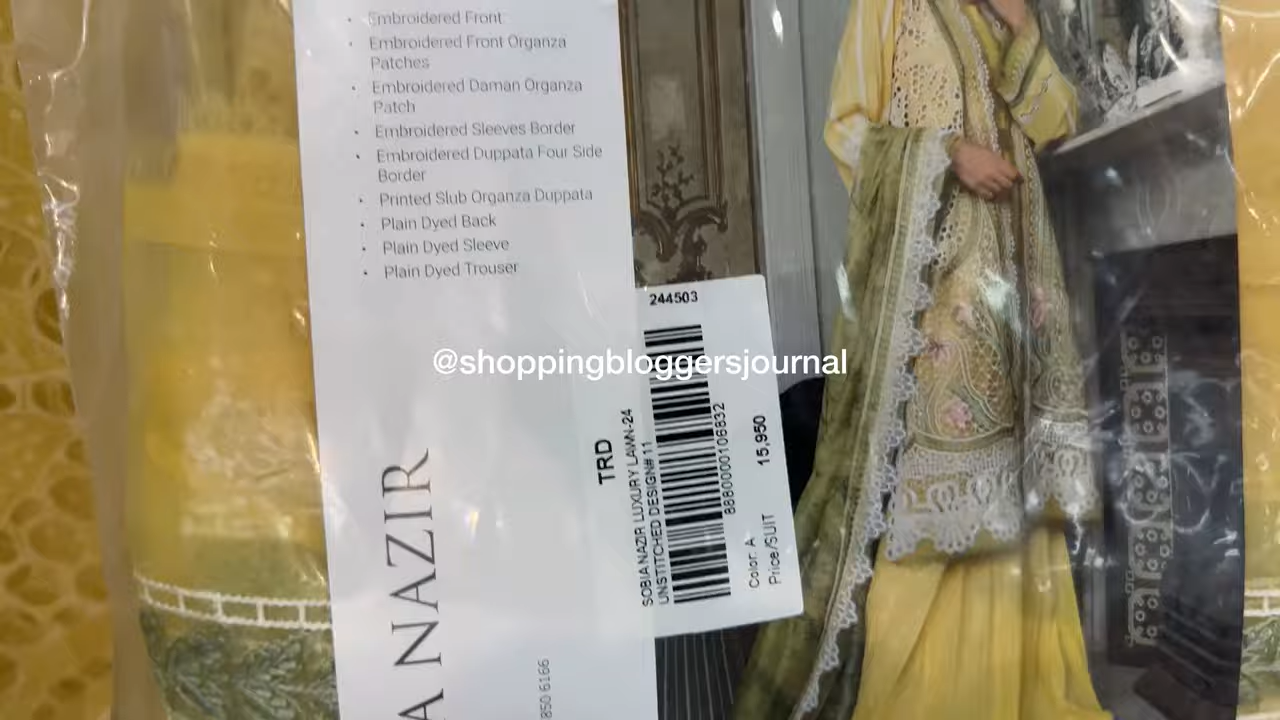 Embroidered Front
Embroidered Front Organza
Patches
Embroidered Daman Organza
Patch
Embroidered Sleeves Border
Embroidered Duppata Four Side
Border
Printed Slub Organza Duppata
Plain Dyed Back
Plain Dyed Sleeve
Plain Dyed Trouser
244503
@shoppingbloggersjournal
TRD
SOBIA NAZIR LUXURY LAWN-24
UNSTITCHED DESIGN# 11
8880000106832
Color: A
Price/SUIT 15,950
A NAZIR
850 6166